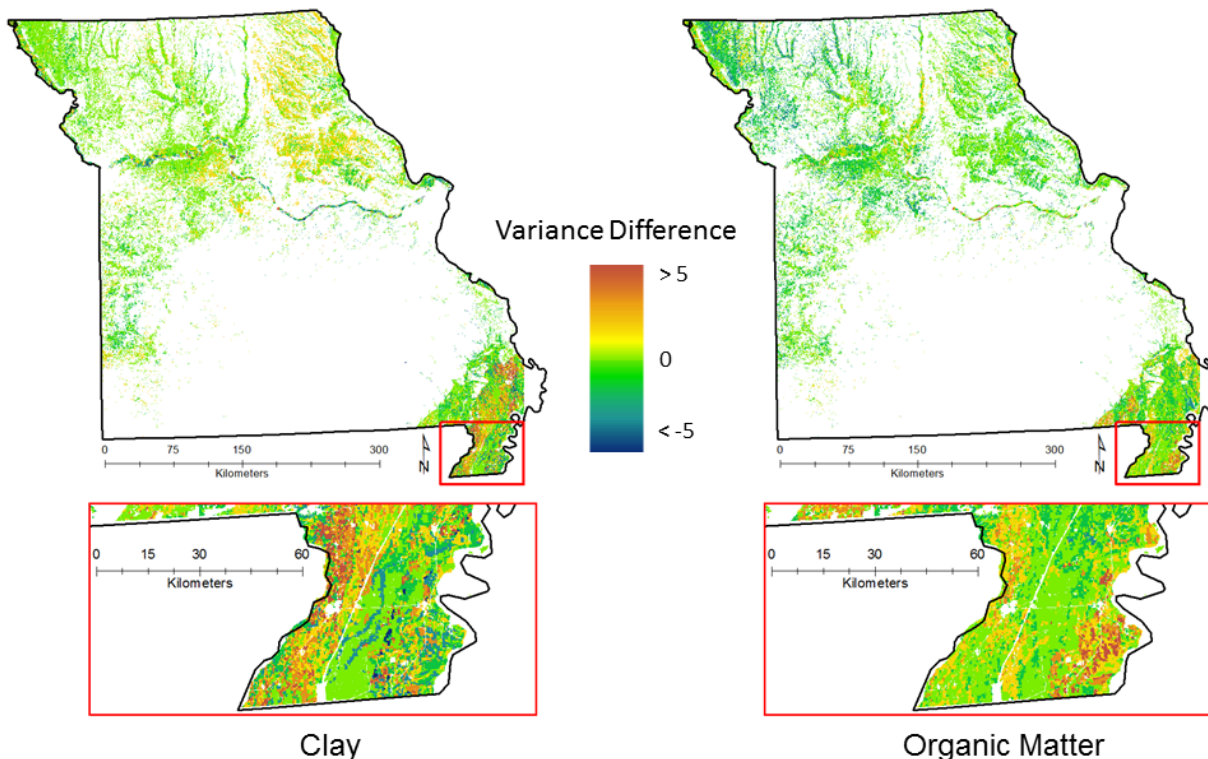 Variance Difference
> 5
0
< -5
0 75 150 300
Kilometers
N
0 75 150 300
Kilometers
N
0 15 30 60
Kilometers
0 15 30 60
Kilometers
Clay
Organic Matter